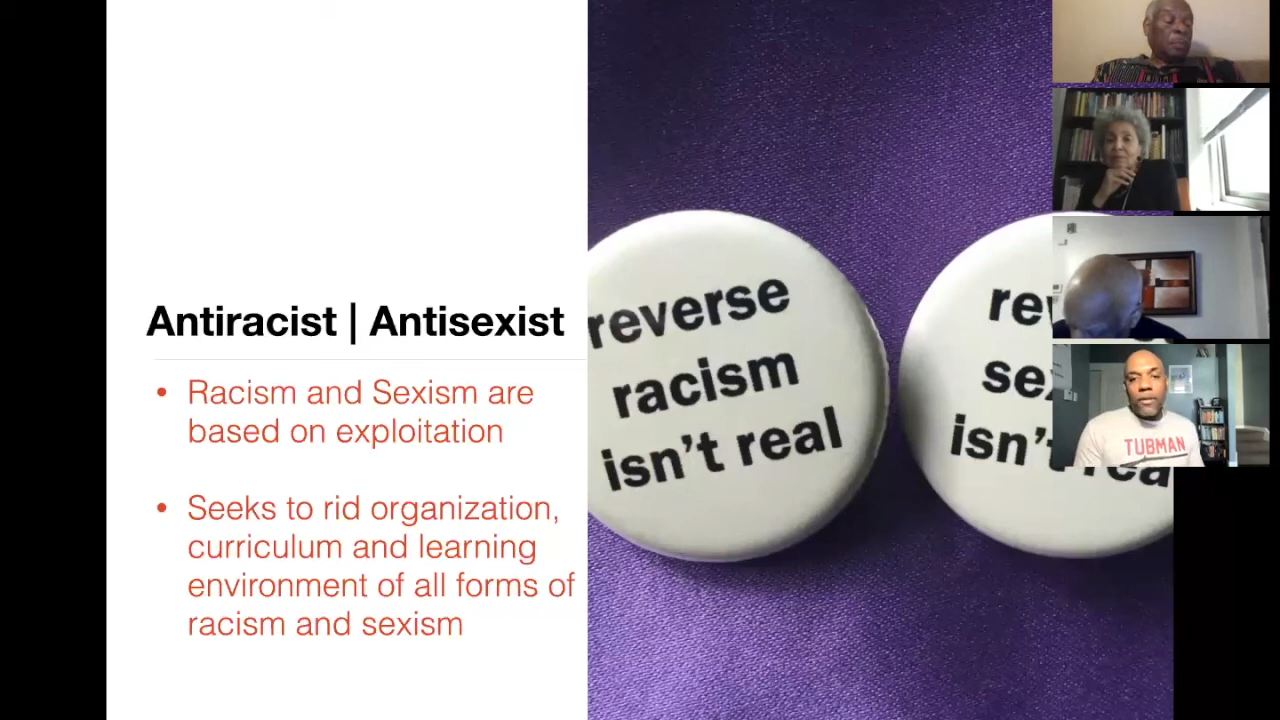 Antiracist | Antisexist
• Racism and Sexism are
based on exploitation
• Seeks to rid organization,
curriculum and learning
environment of all forms of
racism and sexism
reverse
racism
isn't real
isn't
TUBMAN